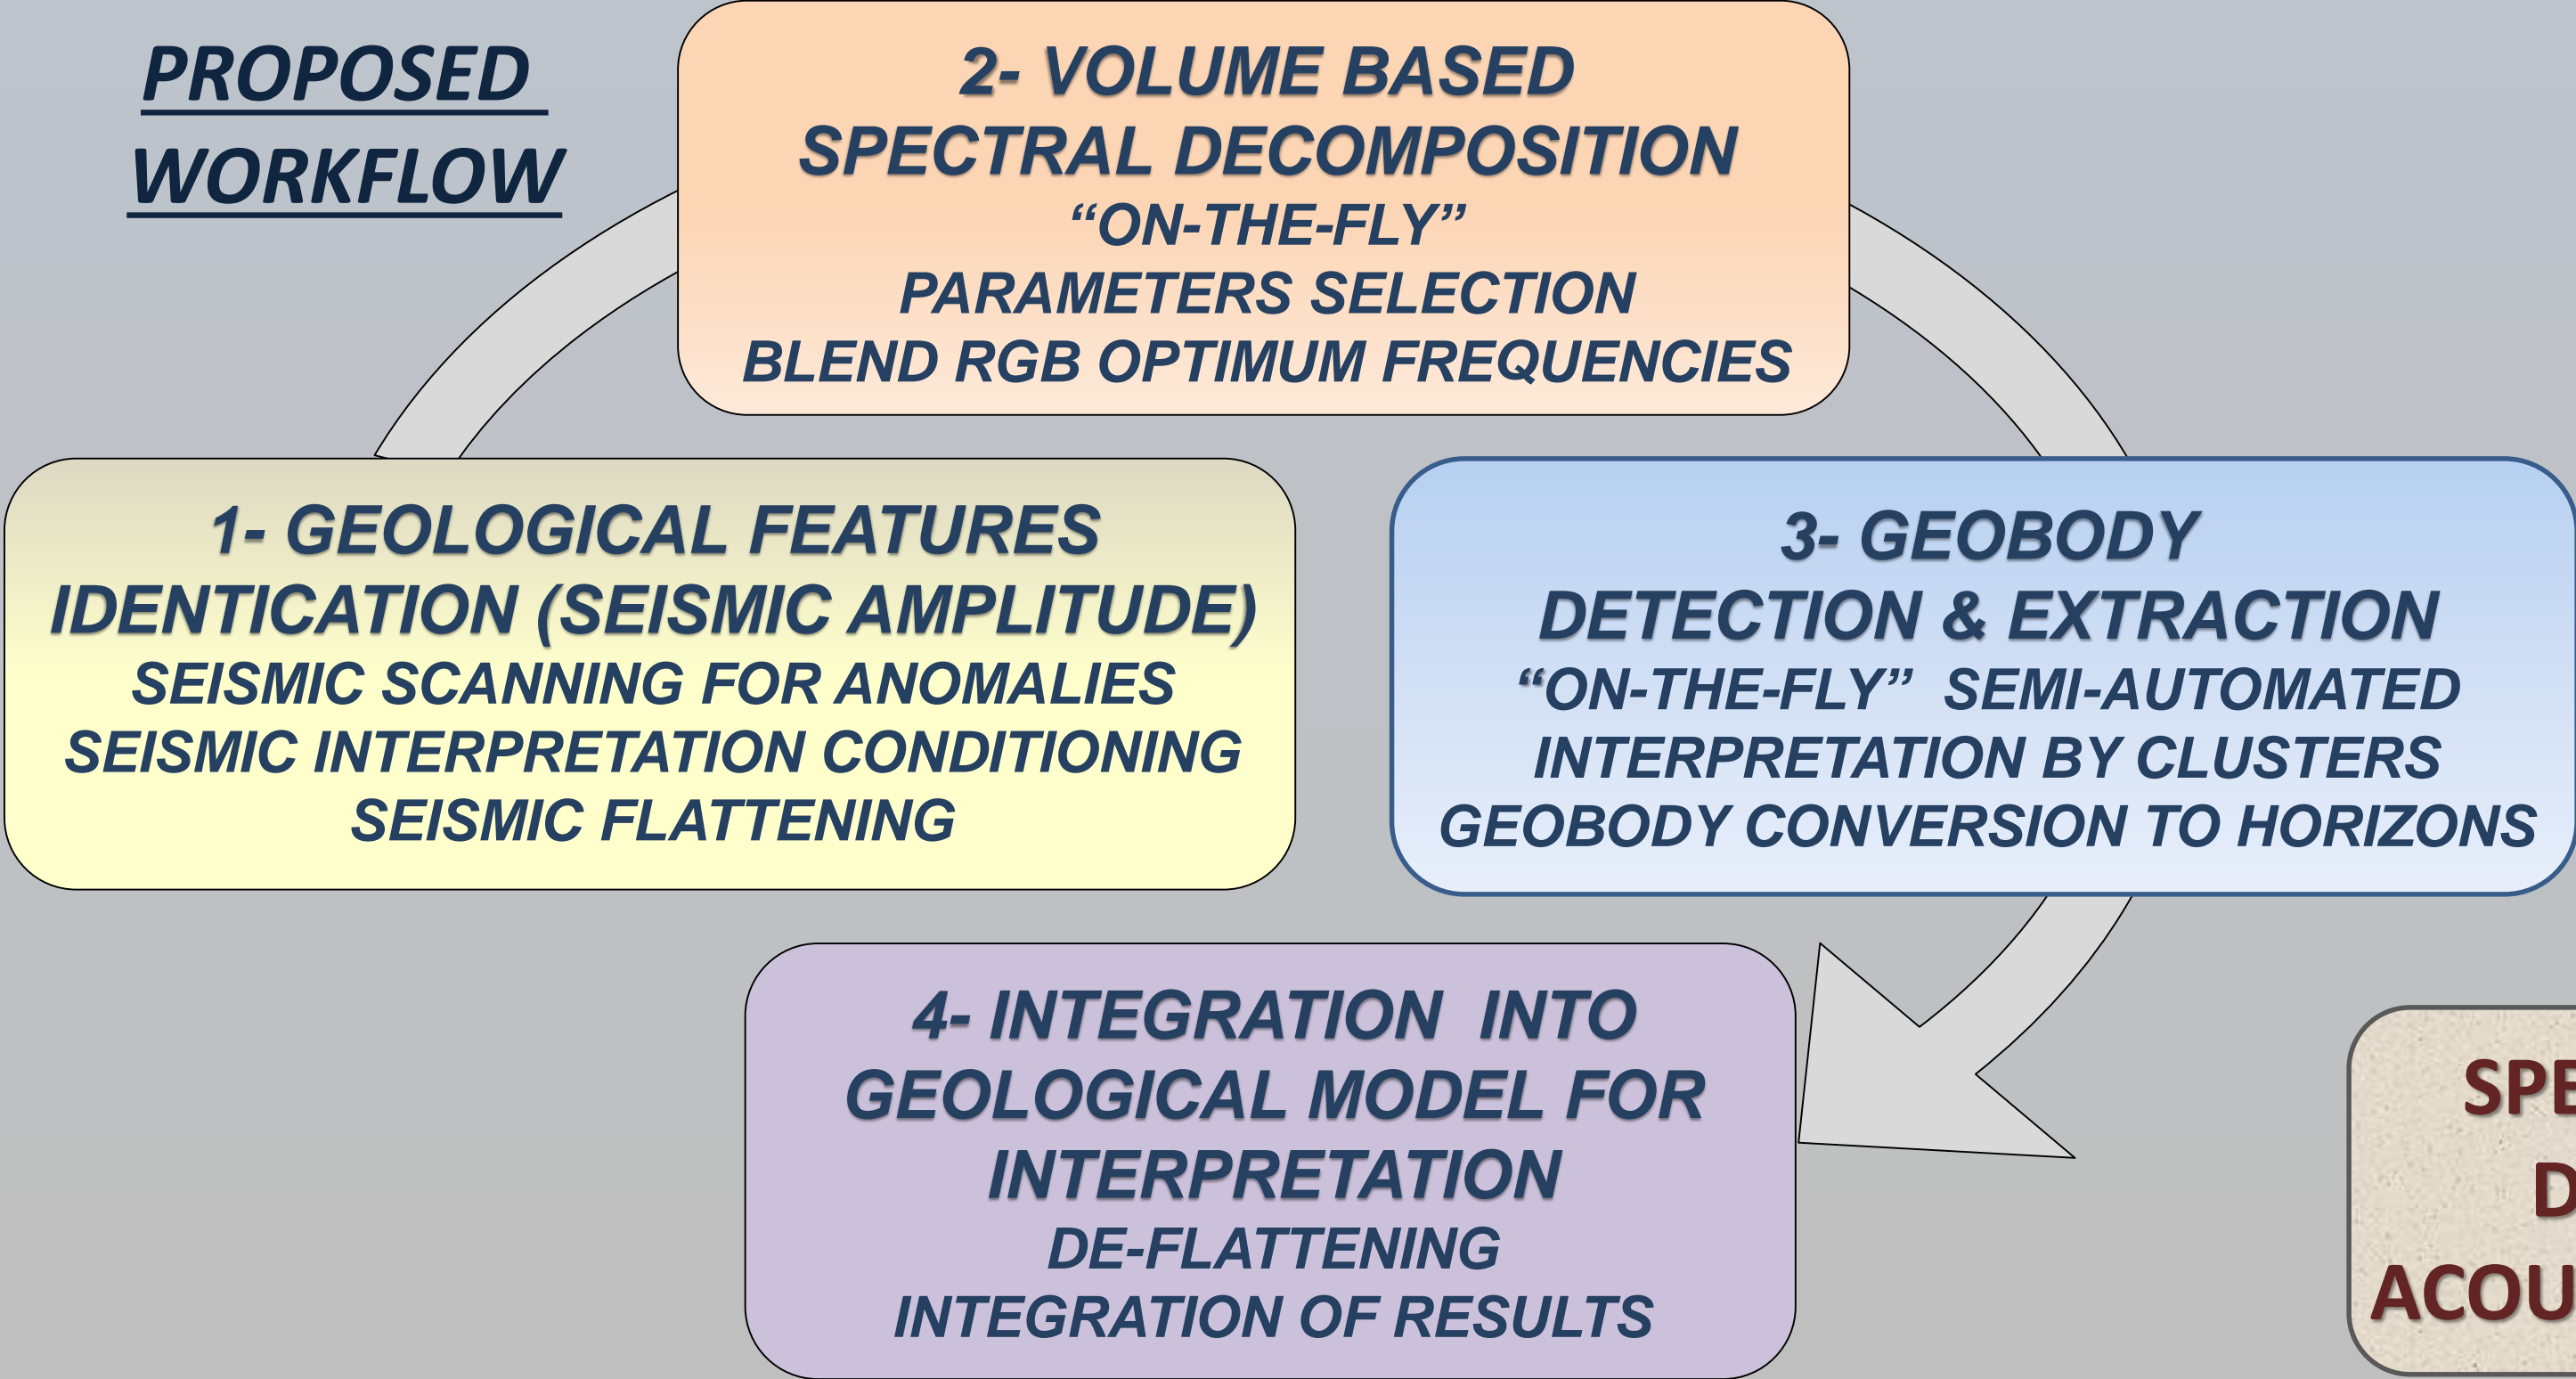 PROPOSED
WORKFLOW
2- VOLUME BASED
SPECTRAL DECOMPOSITION
“ON-THE-FLY”
PARAMETERS SELECTION
BLEND RGB OPTIMUM FREQUENCIES
1- GEOLOGICAL FEATURES
IDENTICATION (SEISMIC AMPLITUDE)
SEISMIC SCANNING FOR ANOMALIES
SEISMIC INTERPRETATION CONDITIONING
SEISMIC FLATTENING
3- GEOBODY
DETECTION & EXTRACTION
“ON-THE-FLY” SEMI-AUTOMATED
INTERPRETATION BY CLUSTERS
GEOBODY CONVERSION TO HORIZONS
4- INTEGRATION INTO
GEOLOGICAL MODEL FOR
INTERPRETATION
DE-FLATTENING
INTEGRATION OF RESULTS